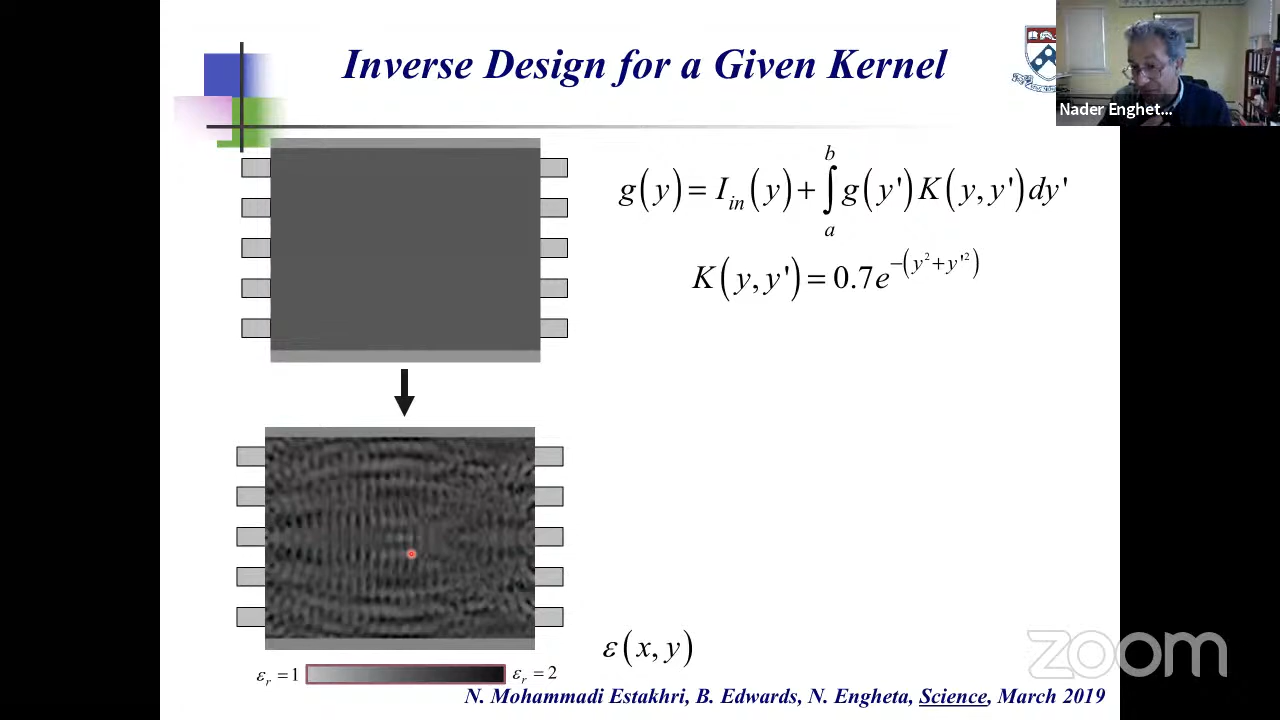 Inverse Design for a Given Kernel
Nader Enghet...
g(y) = I_in(y) + ∫_a^b g(y') K(y, y') dy'
K(y, y') = 0.7e^{-(y²+y'²)}
ε(x, y)
ε_r = 1
ε_r = 2
zoom
N. Mohammadi Estakhri, B. Edwards, N. Engheta, Science, March 2019